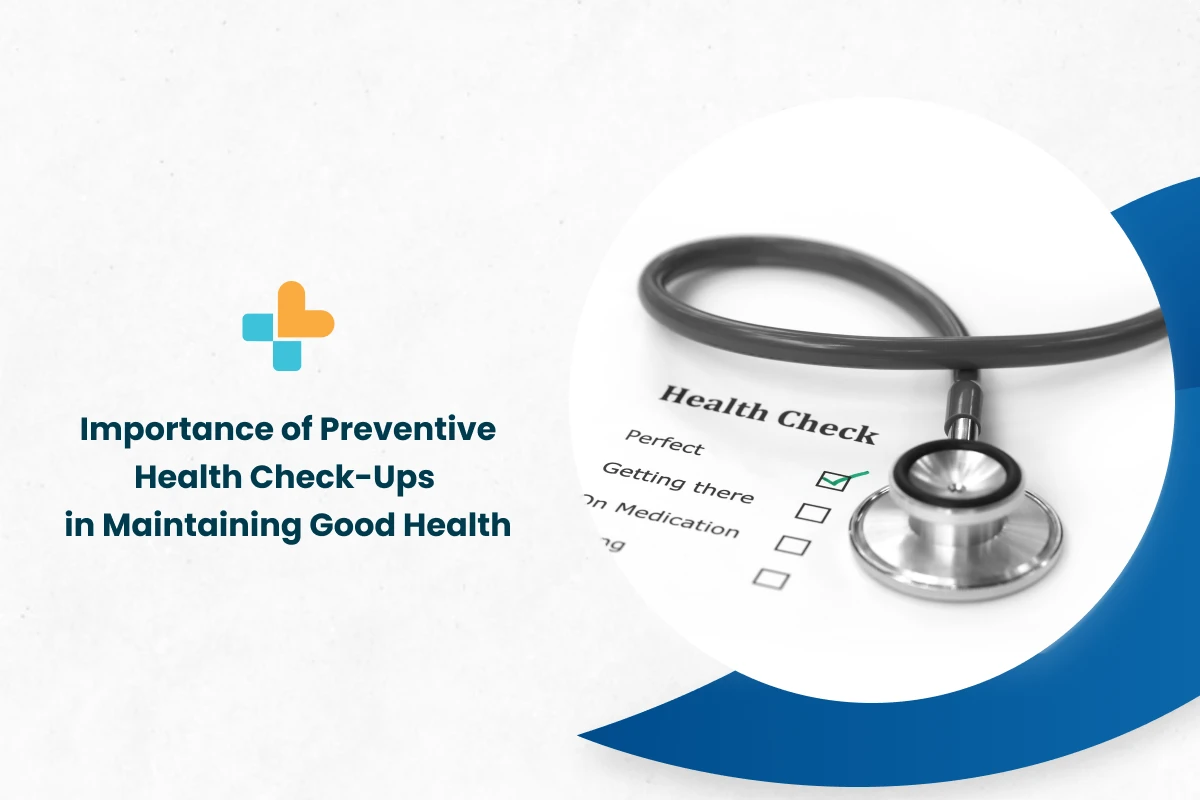 Importance of Preventive
Health Check-Ups
in Maintaining Good Health
Health Check
Perfect
Getting there
On Medication